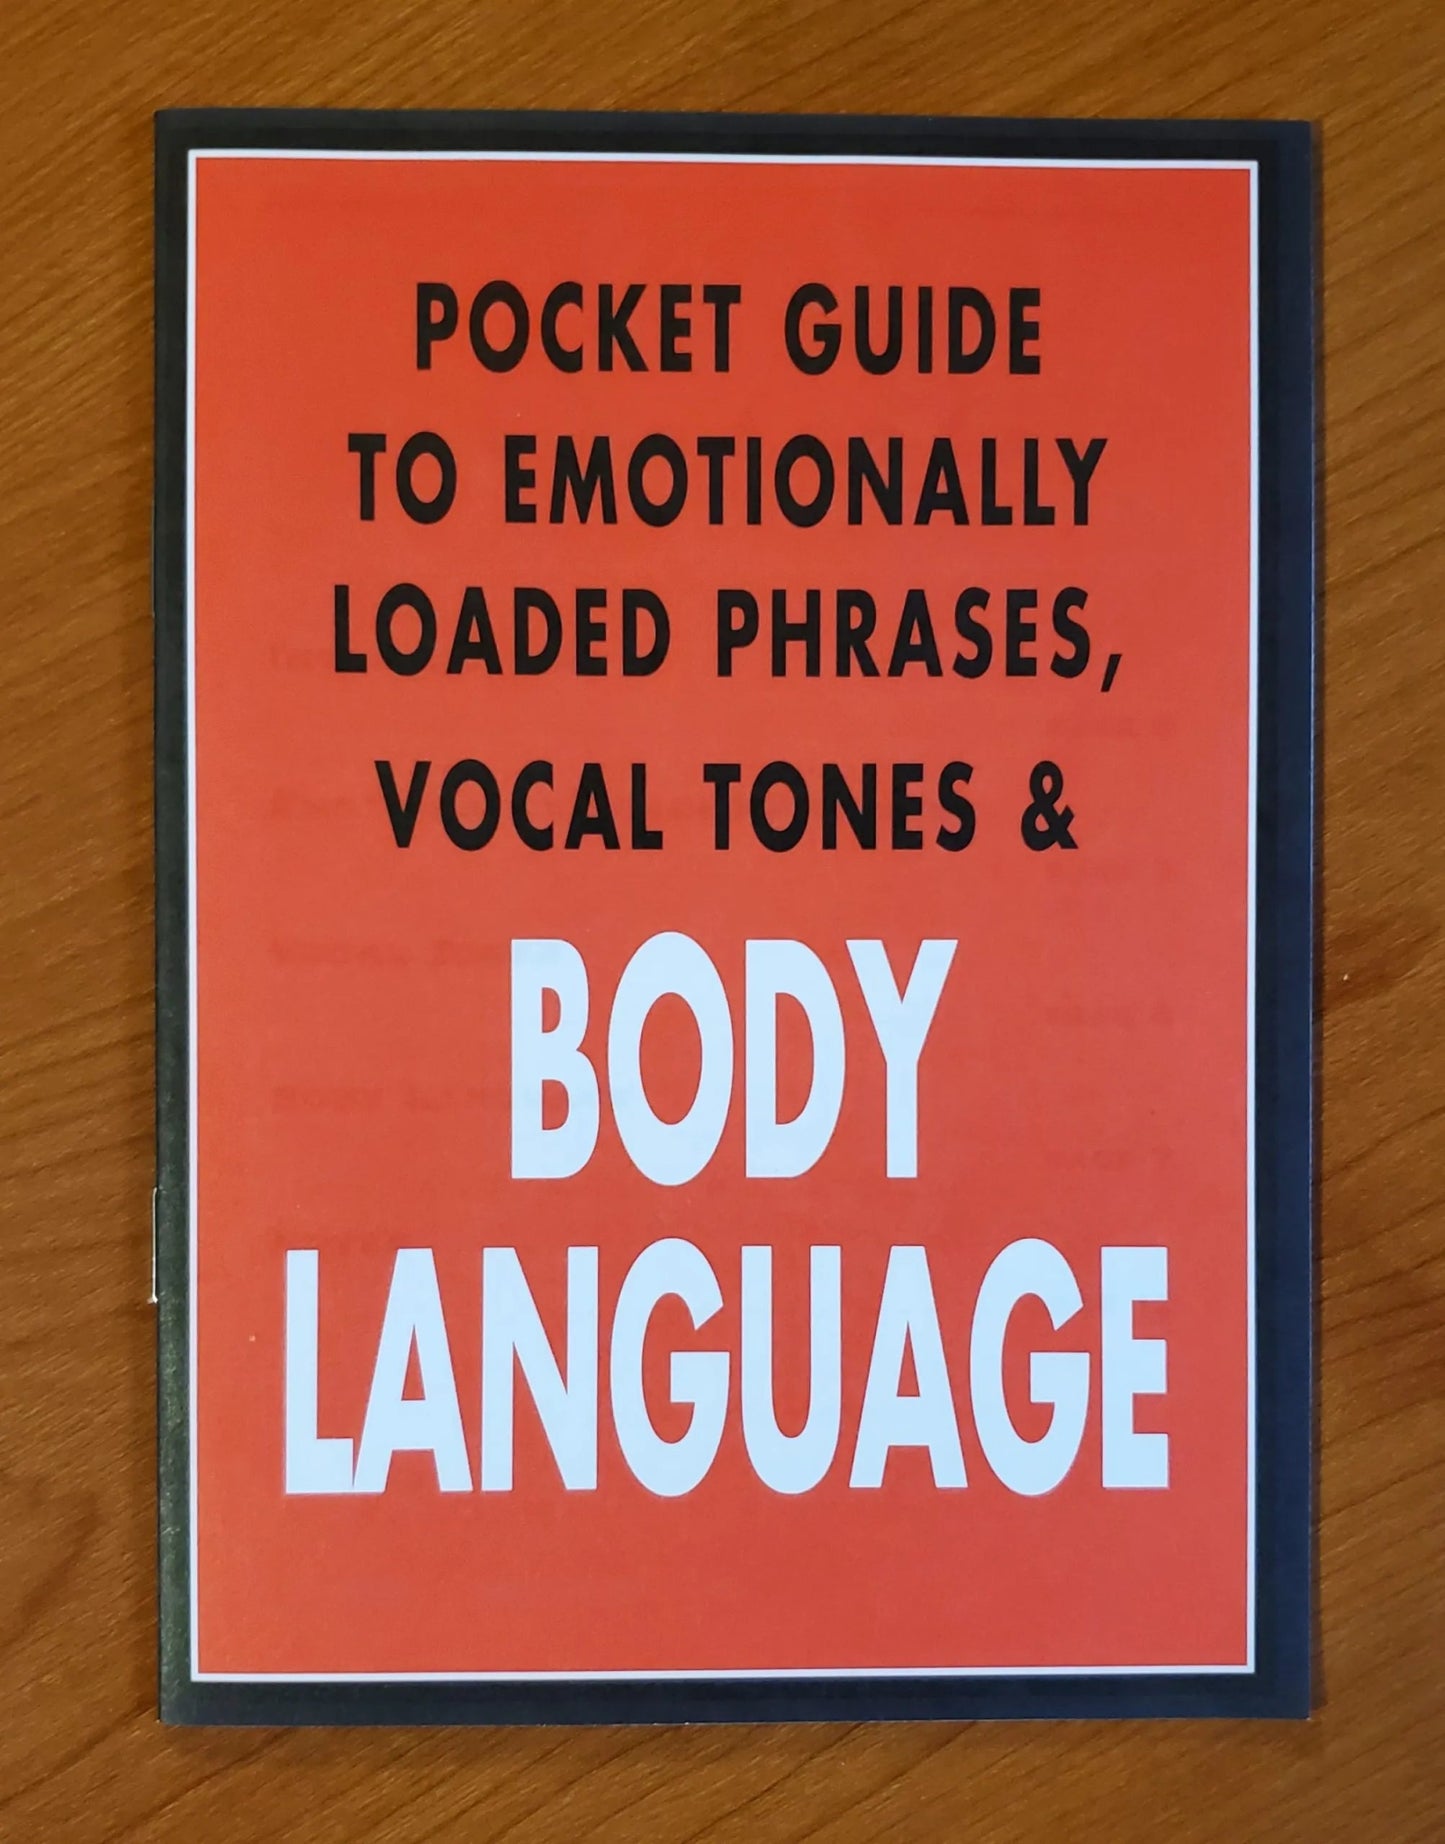 POCKET GUIDE
TO EMOTIONALLY
LOADED PHRASES,
VOCAL TONES &
BODY
LANGUAGE